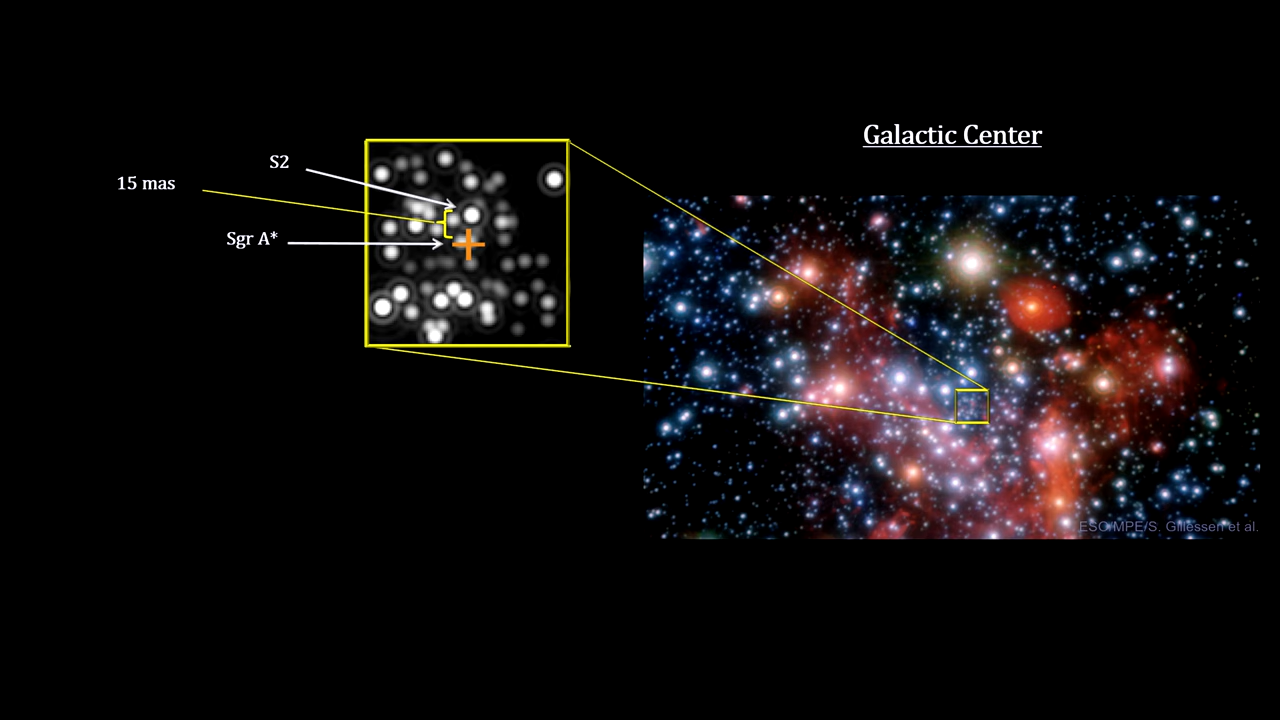 Galactic Center
S2
15 mas
Sgr A*
ESO/MPE/S. Gillessen et al.